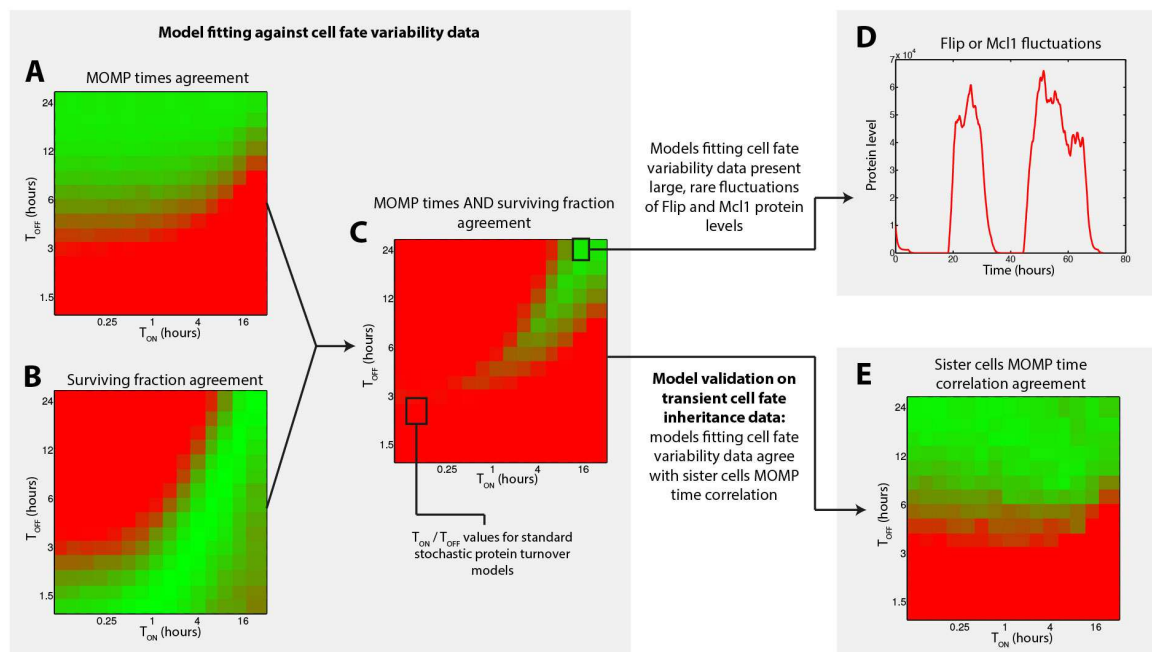 Model fitting against cell fate variability data
A
MOMP times agreement
24
12
6
3
1.5
T_OFF (hours)
0.25 1 4 16
T_ON (hours)
B
Surviving fraction agreement
24
12
6
3
1.5
T_OFF (hours)
0.25 1 4 16
T_ON (hours)
C
MOMP times AND surviving fraction
agreement
24
12
6
3
1.5
T_OFF (hours)
0.25 1 4 16
T_ON (hours)
T_ON / T_OFF values for standard
stochastic protein turnover
models
Models fitting cell fate
variability data present
large, rare fluctuations
of Flip and Mcl1 protein
levels
Model validation on
transient cell fate
inheritance data:
models fitting cell fate
variability data agree
with sister cells MOMP
time correlation
D
Flip or Mcl1 fluctuations
7 x 10⁴
6
5
4
3
2
1
0
Protein level
0 20 40 60 80
Time (hours)
E
Sister cells MOMP time
correlation agreement
24
12
6
3
1.5
T_OFF (hours)
0.25 1 4 16
T_ON (hours)